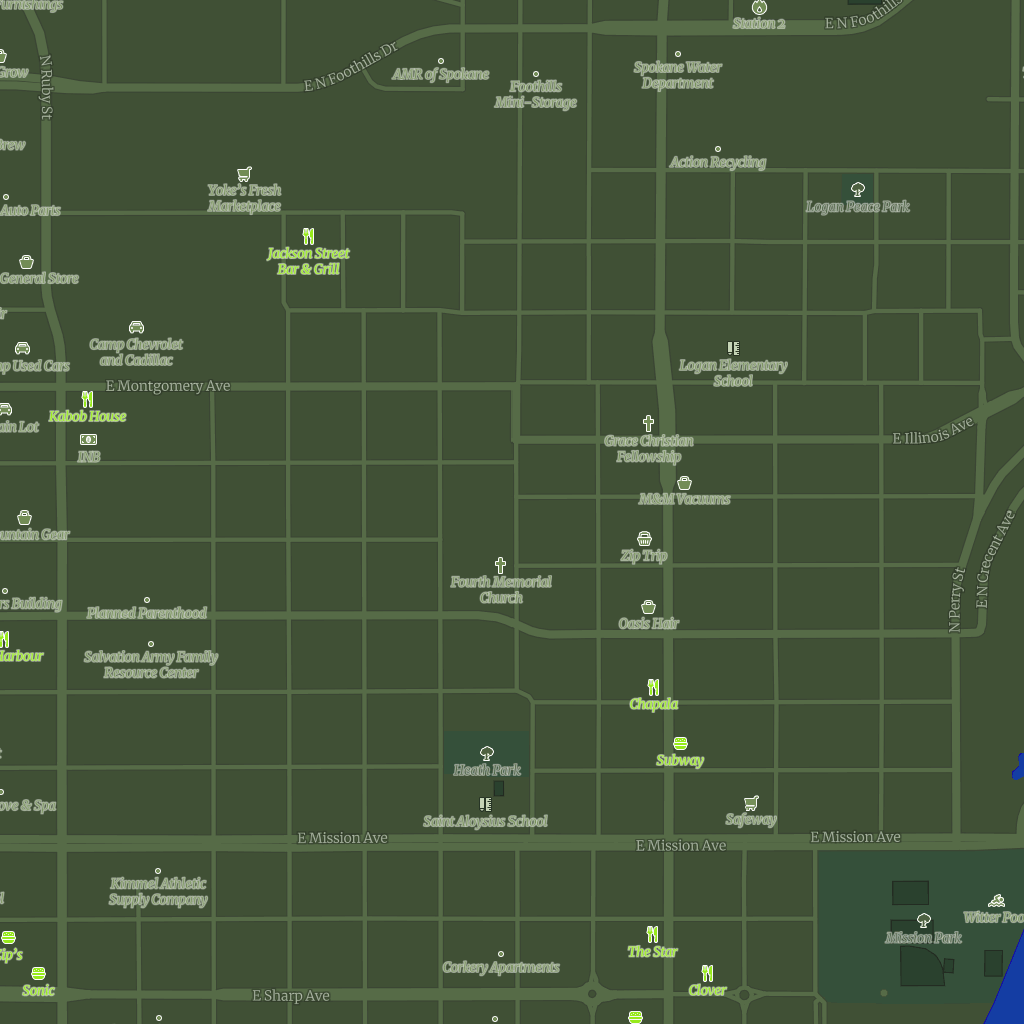 urnishings
Station 2
E N Foothills
Grow
N Ruby St
E N Foothills Dr
AMR of Spokane
Foothills
Mini-Storage
Spokane Water
Department
rew
Action Recycling
Yoke's Fresh
Marketplace
Auto Parts
Logan Peace Park
Jackson Street
Bar & Grill
General Store
Camp Chevrolet
and Cadillac
p Used Cars
Logan Elementary
School
E Montgomery Ave
Kabob House
ain Lot
INB
Grace Christian
Fellowship
E Illinois Ave
M&M Vacuums
untain Gear
Zip Trip
Fourth Memorial
Church
N Perry St
E N Crecent Ave
rs Building
Planned Parenthood
Oasis Hair
Harbour
Salvation Army Family
Resource Center
Chapala
Subway
Heath Park
ove & Spa
Saint Aloysius School
Safeway
E Mission Ave
E Mission Ave
E Mission Ave
Kimmel Athletic
Supply Company
Witter Poo
Mission Park
Zip's
The Star
Corkery Apartments
Sonic
E Sharp Ave
Clover